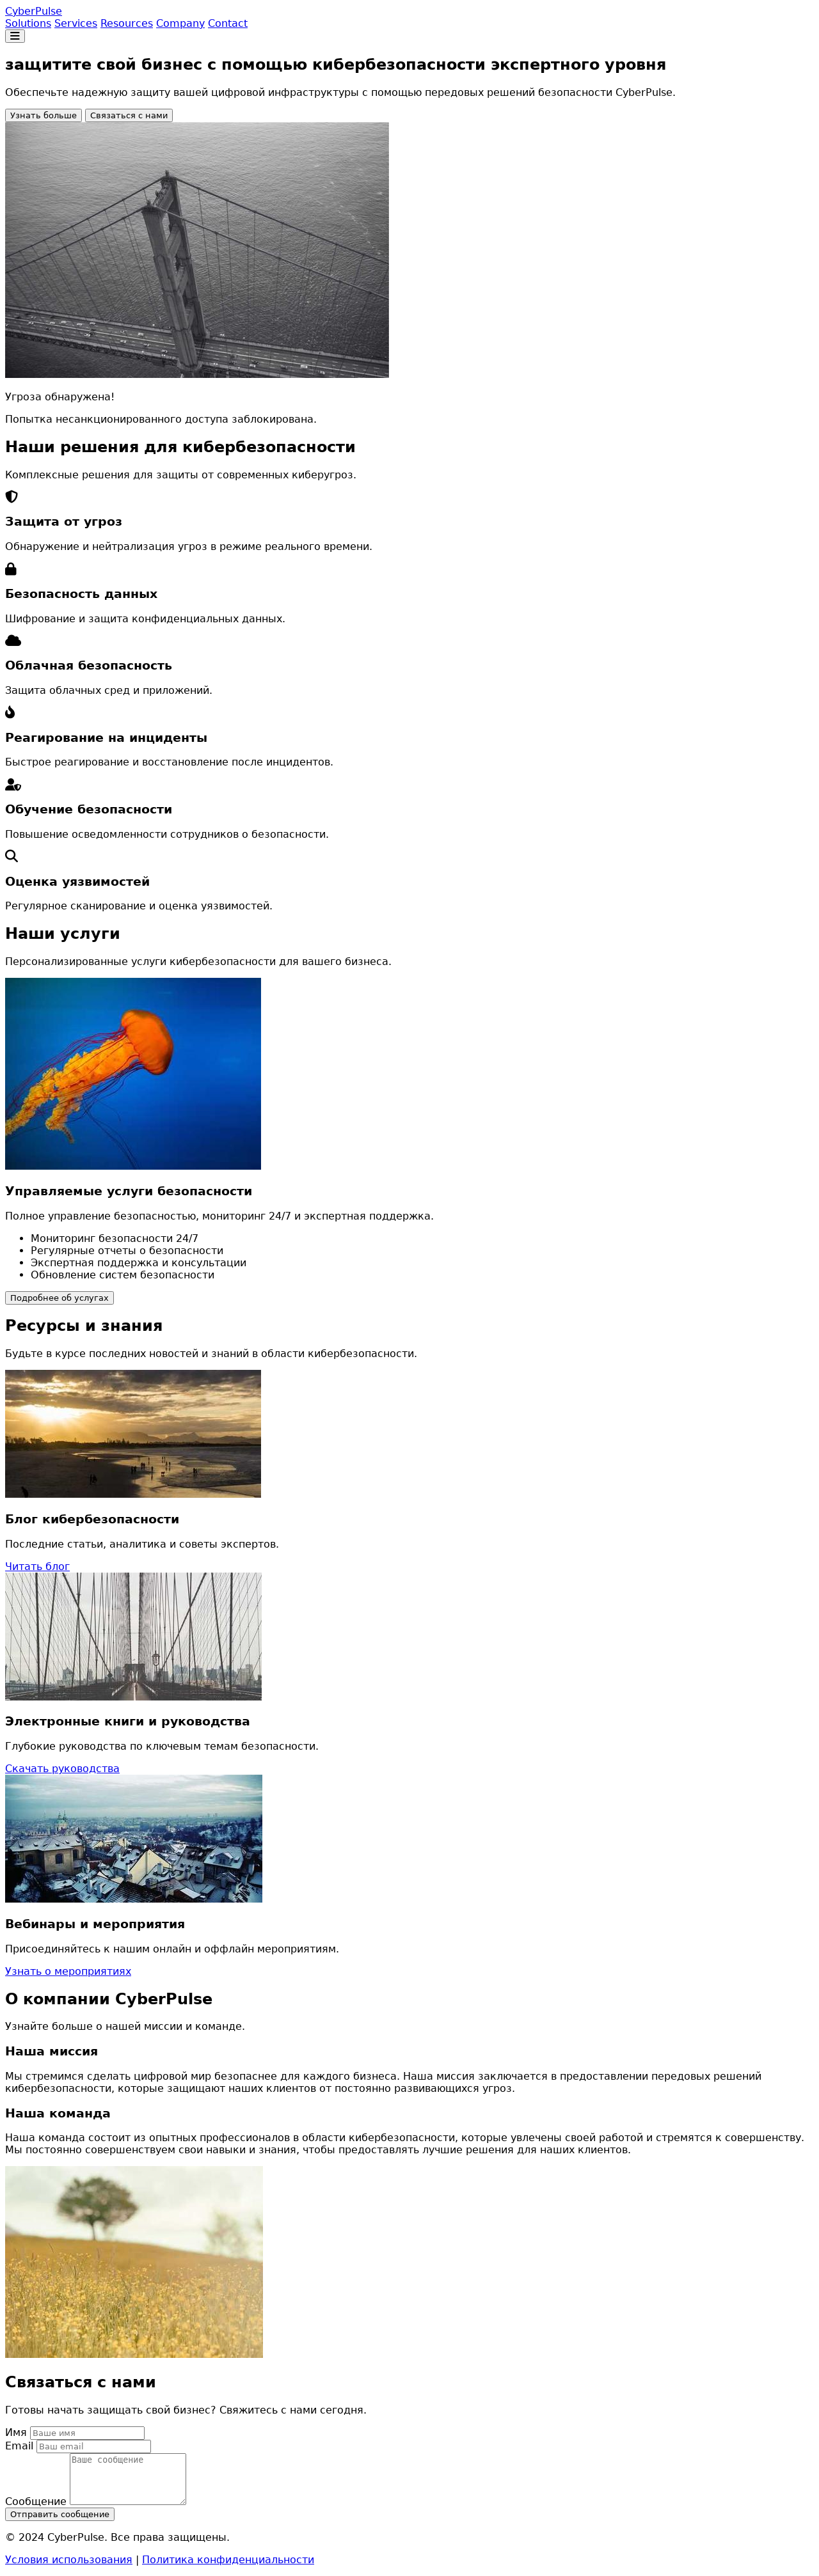 CyberPulse
Solutions Services Resources Company Contact
защитите свой бизнес с помощью кибербезопасности экспертного уровня
Обеспечьте надежную защиту вашей цифровой инфраструктуры с помощью передовых решений безопасности CyberPulse.
Узнать больше Связаться с нами
Угроза обнаружена!
Попытка несанкционированного доступа заблокирована.
Наши решения для кибербезопасности
Комплексные решения для защиты от современных киберугроз.
Защита от угроз
Обнаружение и нейтрализация угроз в режиме реального времени.
Безопасность данных
Шифрование и защита конфиденциальных данных.
Облачная безопасность
Защита облачных сред и приложений.
Реагирование на инциденты
Быстрое реагирование и восстановление после инцидентов.
Обучение безопасности
Повышение осведомленности сотрудников о безопасности.
Оценка уязвимостей
Регулярное сканирование и оценка уязвимостей.
Наши услуги
Персонализированные услуги кибербезопасности для вашего бизнеса.
Управляемые услуги безопасности
Полное управление безопасностью, мониторинг 24/7 и экспертная поддержка.
• Мониторинг безопасности 24/7
• Регулярные отчеты о безопасности
• Экспертная поддержка и консультации
• Обновление систем безопасности
Подробнее об услугах
Ресурсы и знания
Будьте в курсе последних новостей и знаний в области кибербезопасности.
Блог кибербезопасности
Последние статьи, аналитика и советы экспертов.
Читать блог
Электронные книги и руководства
Глубокие руководства по ключевым темам безопасности.
Скачать руководства
Вебинары и мероприятия
Присоединяйтесь к нашим онлайн и оффлайн мероприятиям.
Узнать о мероприятиях
О компании CyberPulse
Узнайте больше о нашей миссии и команде.
Наша миссия
Мы стремимся сделать цифровой мир безопаснее для каждого бизнеса. Наша миссия заключается в предоставлении передовых решений
кибербезопасности, которые защищают наших клиентов от постоянно развивающихся угроз.
Наша команда
Наша команда состоит из опытных профессионалов в области кибербезопасности, которые увлечены своей работой и стремятся к совершенству.
Мы постоянно совершенствуем свои навыки и знания, чтобы предоставлять лучшие решения для наших клиентов.
Связаться с нами
Готовы начать защищать свой бизнес? Свяжитесь с нами сегодня.
Имя Ваше имя
Email Ваш email
Ваше сообщение
Сообщение
Отправить сообщение
© 2024 CyberPulse. Все права защищены.
Условия использования | Политика конфиденциальности